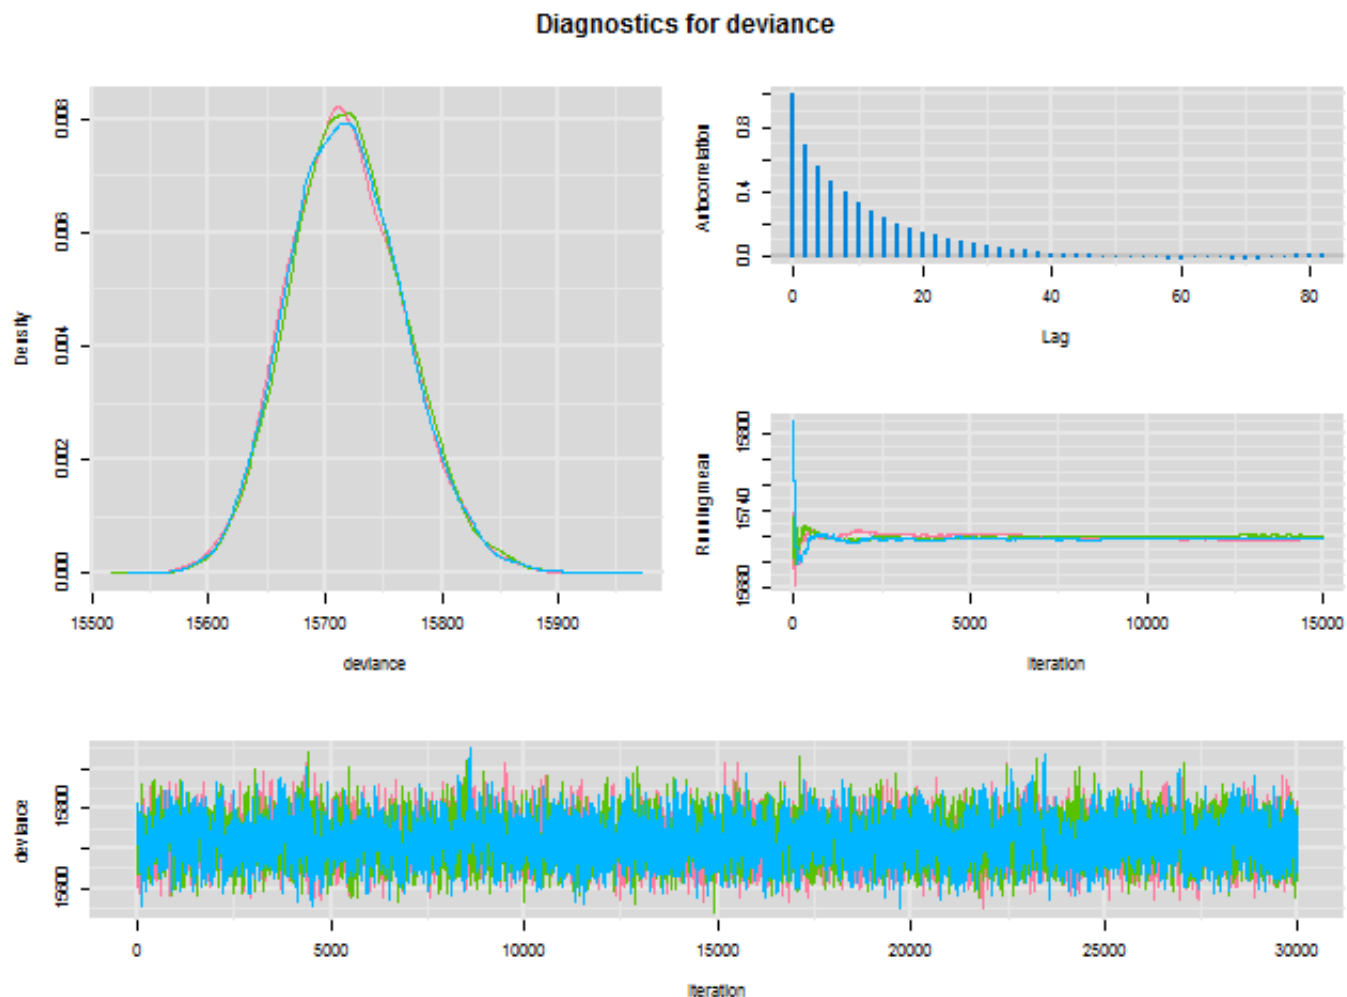 Diagnostics for deviance
0.008
0.006
0.004
0.002
0.000
Density
15500 15600 15700 15800 15900
deviance
0.8
0.4
0.0
Autocorrelation
0 20 40 60 80
Lag
15800
15740
15680
Running mean
0 5000 10000 15000
Iteration
15800
15600
deviance
0 5000 10000 15000 20000 25000 30000
Iteration